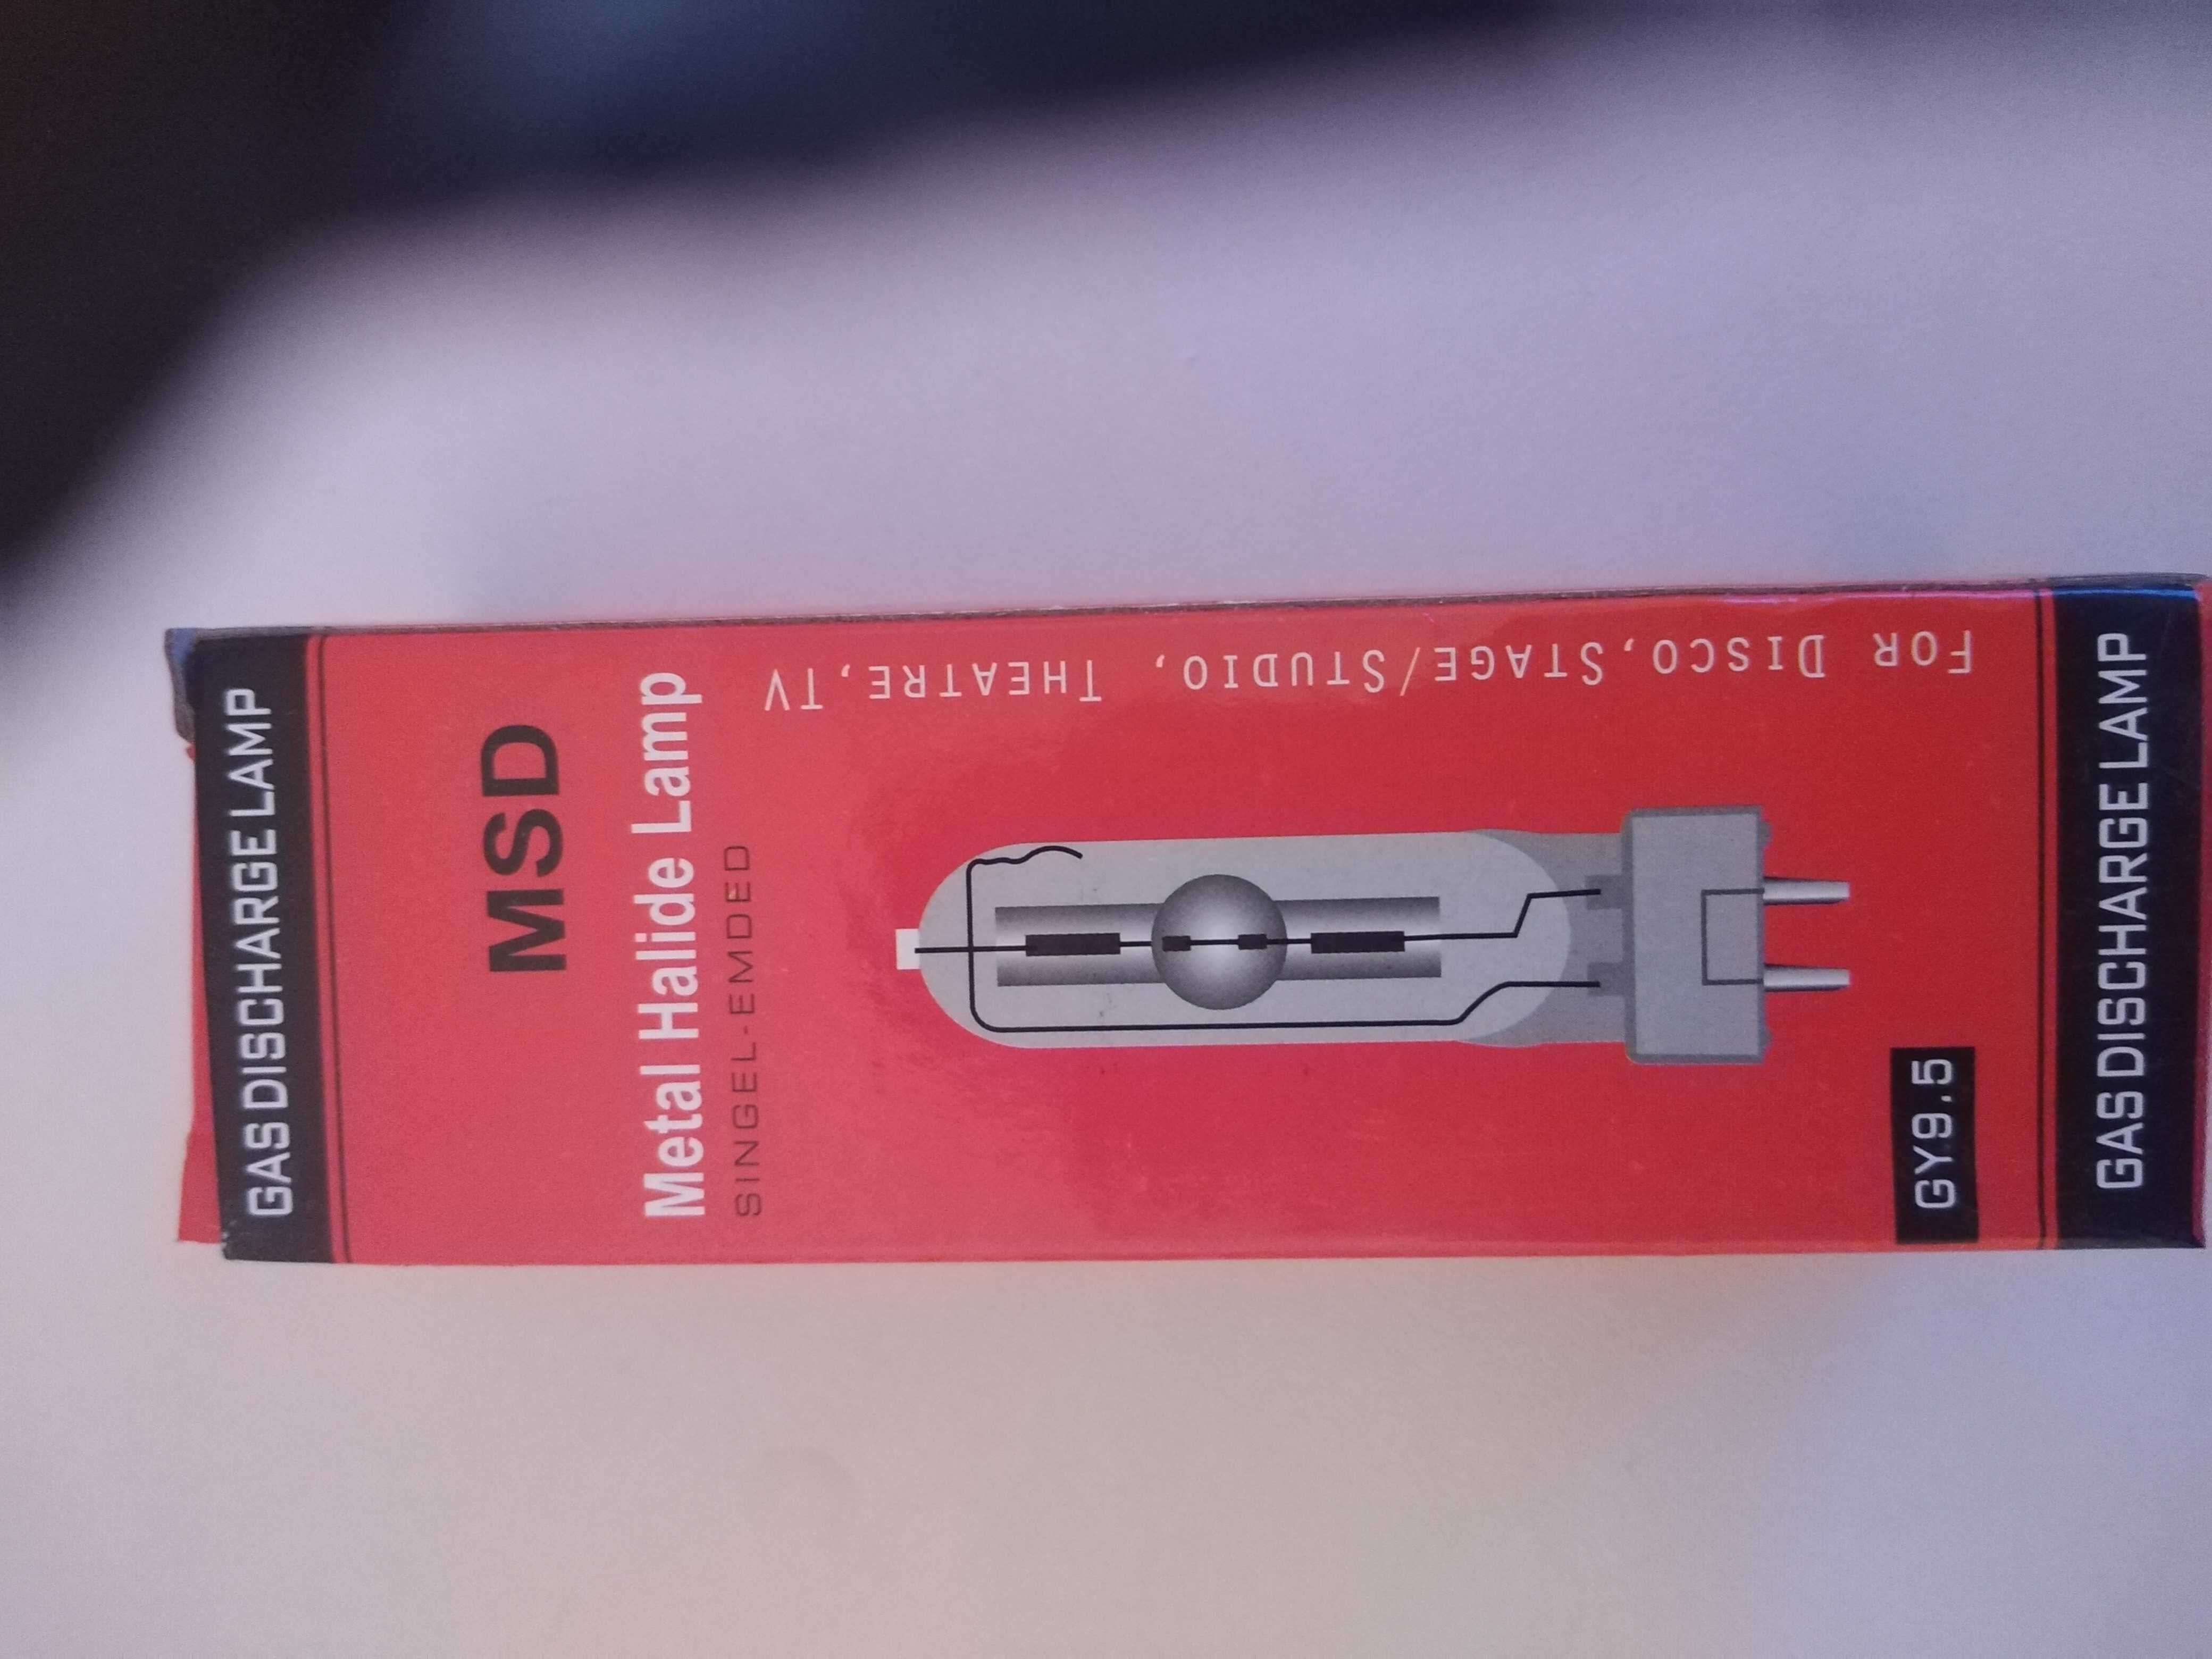 GAS DISCHARGE LAMP
MSD
Metal Halide Lamp
SINGEL-EMDED
FOR DISCO, STAGE/STUDIO, THEATRE, TV
GY9.5
GAS DISCHARGE LAMP